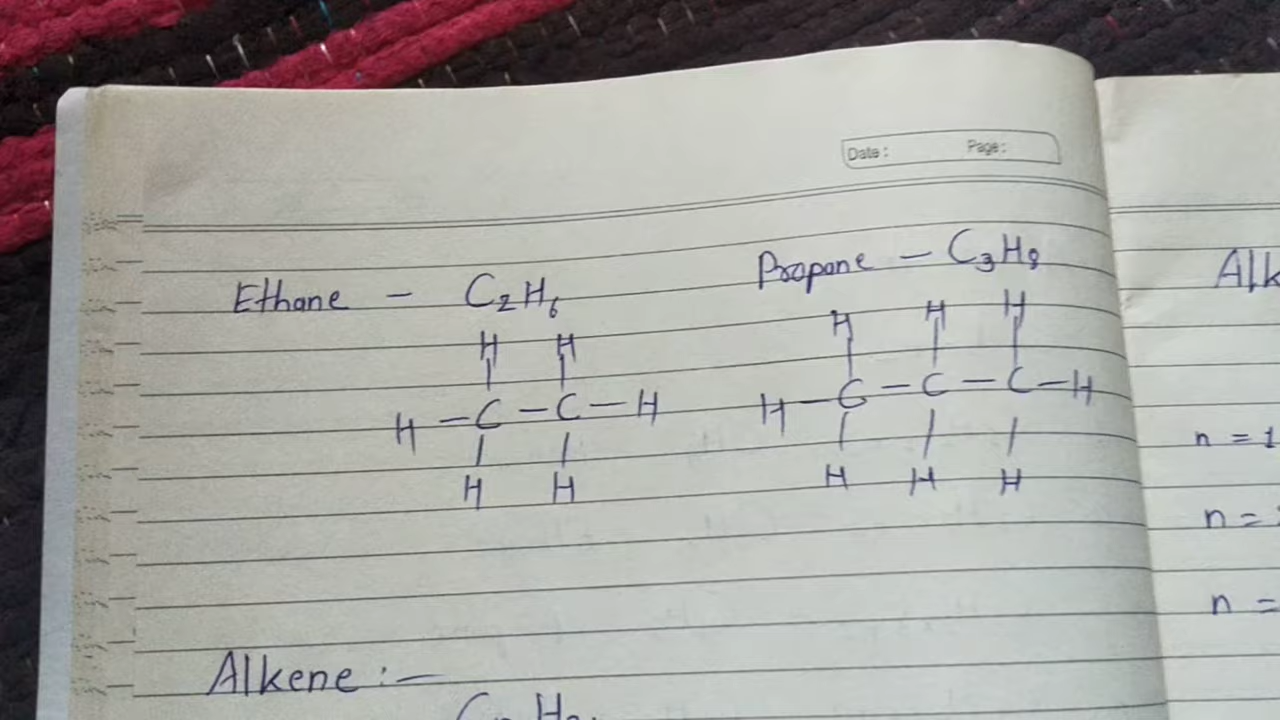 Date: Page:
Ethane - C₂H₆
H H
H - C - C - H
H H
Propane - C₃H₈
H H H
H - C - C - C - H
H H H
Alkene :-
Alk
n = 1
n =
n =